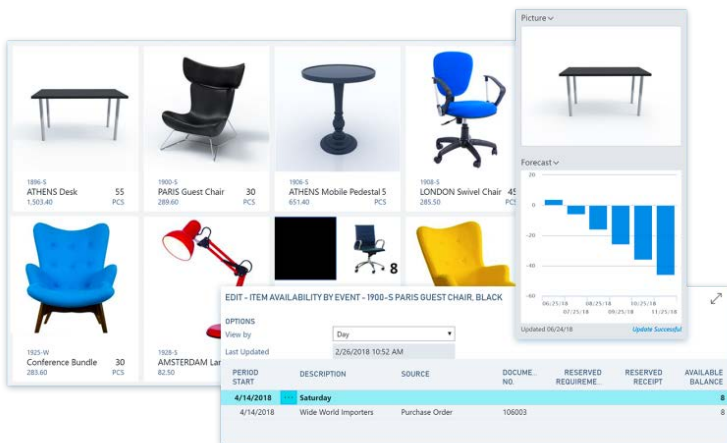 Picture
1896-S
ATHENS Desk 55
1,503.40 PCS
1900-S
PARIS Guest Chair 30
289.60 PCS
1906-S
ATHENS Mobile Pedestal 5
651.40 PCS
1908-S
LONDON Swivel Chair 45
285.50 PCS
Forecast
20
0
-20
-40
-60
06/25/18 08/25/18 10/25/18
07/25/18 09/25/18 11/25/18
Updated 06/24/18 Update Successful
1925-W
Conference Bundle 30
283.60 PCS
1928-S
AMSTERDAM Lar
82.50
8
EDIT - ITEM AVAILABILITY BY EVENT - 1900-S PARIS GUEST CHAIR, BLACK
OPTIONS
View by Day
Last Updated 2/26/2018 10:52 AM
PERIOD START DESCRIPTION SOURCE DOCUME... NO. RESERVED REQUIREME... RESERVED RECEIPT AVAILABLE BALANCE
4/14/2018 ... Saturday 8
4/14/2018 Wide World Importers Purchase Order 106003 8